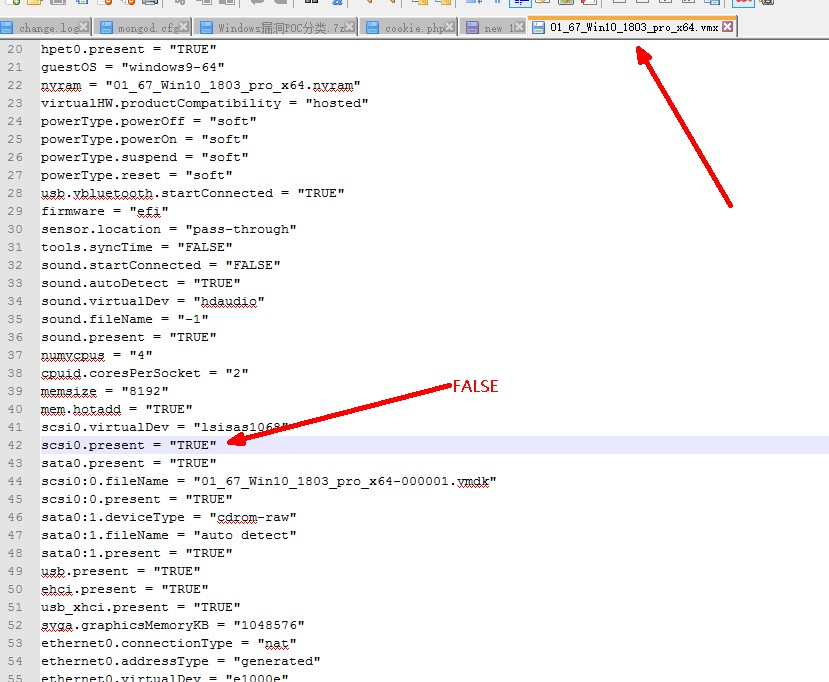 change.log mongod.cfg Windows漏洞POC分类.7z cookie.php new 1 01_67_Win10_1803_pro_x64.vmx
20 hpet0.present = "TRUE"
21 guestOS = "windows9-64"
22 nvram = "01_67_Win10_1803_pro_x64.nvram"
23 virtualHW.productCompatibility = "hosted"
24 powerType.powerOff = "soft"
25 powerType.powerOn = "soft"
26 powerType.suspend = "soft"
27 powerType.reset = "soft"
28 usb.vbluetooth.startConnected = "TRUE"
29 firmware = "efi"
30 sensor.location = "pass-through"
31 tools.syncTime = "FALSE"
32 sound.startConnected = "FALSE"
33 sound.autoDetect = "TRUE"
34 sound.virtualDev = "hdaudio"
35 sound.fileName = "-1"
36 sound.present = "TRUE"
37 numvcpus = "4"
38 cpuid.coresPerSocket = "2"
39 memsize = "8192"
FALSE
40 mem.hotadd = "TRUE"
41 scsi0.virtualDev = "lsisas1068"
42 scsi0.present = "TRUE"
43 sata0.present = "TRUE"
44 scsi0:0.fileName = "01_67_Win10_1803_pro_x64-000001.vmdk"
45 scsi0:0.present = "TRUE"
46 sata0:1.deviceType = "cdrom-raw"
47 sata0:1.fileName = "auto detect"
48 sata0:1.present = "TRUE"
49 usb.present = "TRUE"
50 ehci.present = "TRUE"
51 usb_xhci.present = "TRUE"
52 svga.graphicsMemoryKB = "1048576"
53 ethernet0.connectionType = "nat"
54 ethernet0.addressType = "generated"
55 ethernet0.virtualDev = "e1000e"